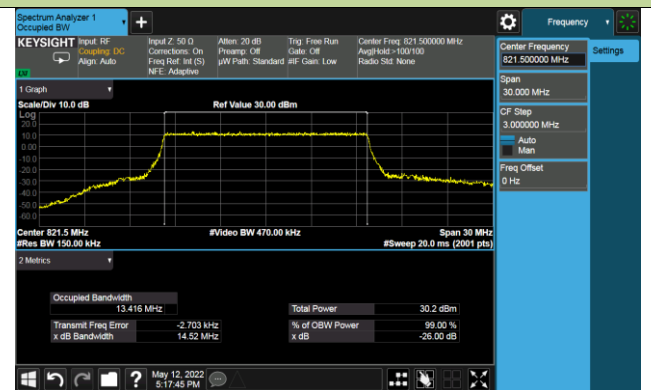 Spectrum Analyzer 1
Occupied BW
Frequency
KEYSIGHT Input: RF Input Z: 50 Ω Atten: 20 dB Trig: Free Run Center Freq: 821.500000 MHz
Coupling: DC Corrections: On Preamp: Off Gate: Off Avg|Hold:>100/100
Align: Auto Freq Ref: Int (S) µW Path: Standard #IF Gain: Low Radio Std: None
NFE: Adaptive
LW
Center Frequency
821.500000 MHz
Settings
Span
30.000 MHz
CF Step
3.000000 MHz
Auto
Man
Freq Offset
0 Hz
1 Graph
Scale/Div 10.0 dB Ref Value 30.00 dBm
Log
20.0
10.0
0.00
-10.0
-20.0
-30.0
-40.0
-50.0
-60.0
Center 821.5 MHz #Video BW 470.00 kHz Span 30 MHz
#Res BW 150.00 kHz #Sweep 20.0 ms (2001 pts)
2 Metrics
Occupied Bandwidth
13.416 MHz Total Power 30.2 dBm
Transmit Freq Error -2.703 kHz % of OBW Power 99.00 %
x dB Bandwidth 14.52 MHz x dB -26.00 dB
? May 12, 2022
5:17:45 PM